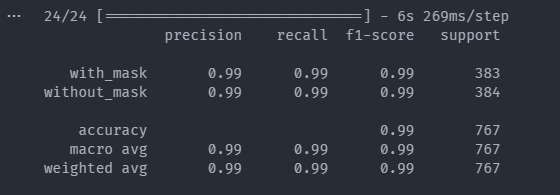 ... 24/24 [==============================] - 6s 269ms/step
precision recall f1-score support
with_mask 0.99 0.99 0.99 383
without_mask 0.99 0.99 0.99 384
accuracy 0.99 767
macro avg 0.99 0.99 0.99 767
weighted avg 0.99 0.99 0.99 767